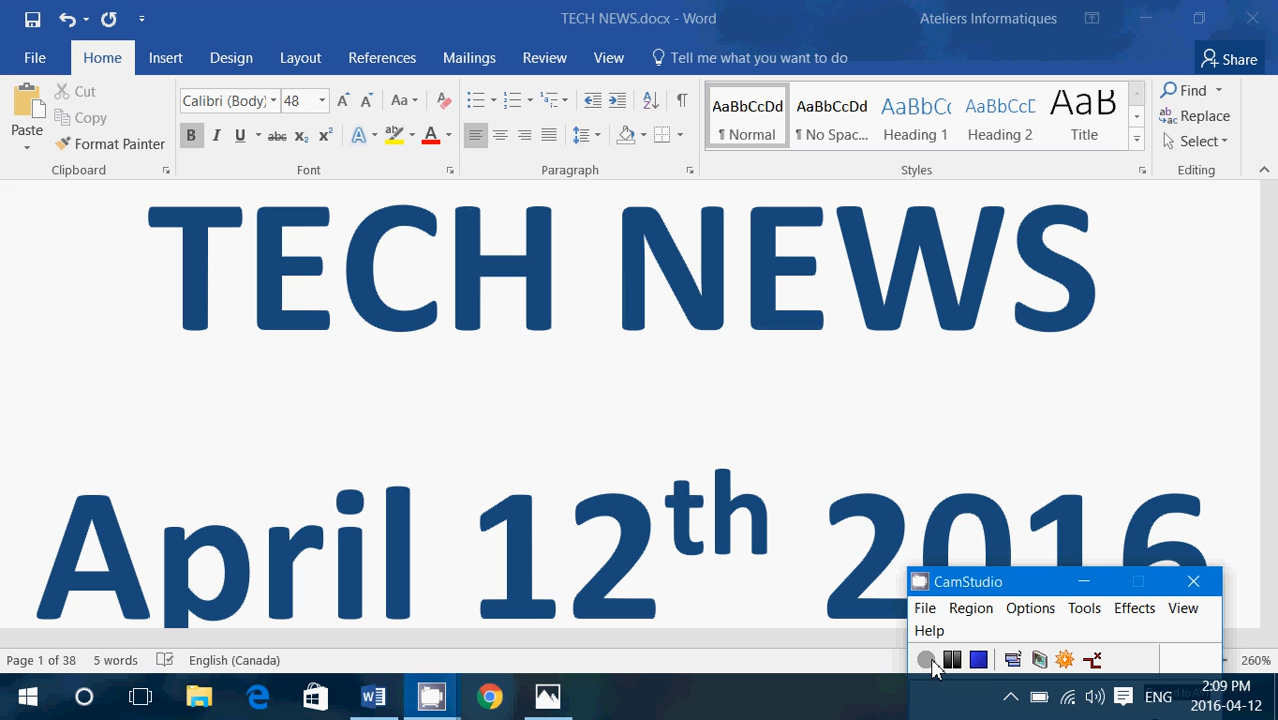 TECH NEWS.docx - Word
Ateliers Informatiques
File Home Insert Design Layout References Mailings Review View Tell me what you want to do Share
Paste
Cut
Copy
Format Painter
Clipboard
Calibri (Body) 48
Aa
B I U abc x₂ x²
A A
Font
Paragraph
AaBbCcDd
¶ Normal
AaBbCcDd
¶ No Spac...
AaBbCc
Heading 1
AaBbCcE
Heading 2
AaB
Title
Styles
Find
Replace
Select
Editing
TECH NEWS
April 12th 2016
CamStudio
File Region Options Tools Effects View
Help
Page 1 of 38 5 words English (Canada) 260%
ENG
2:09 PM
2016-04-12